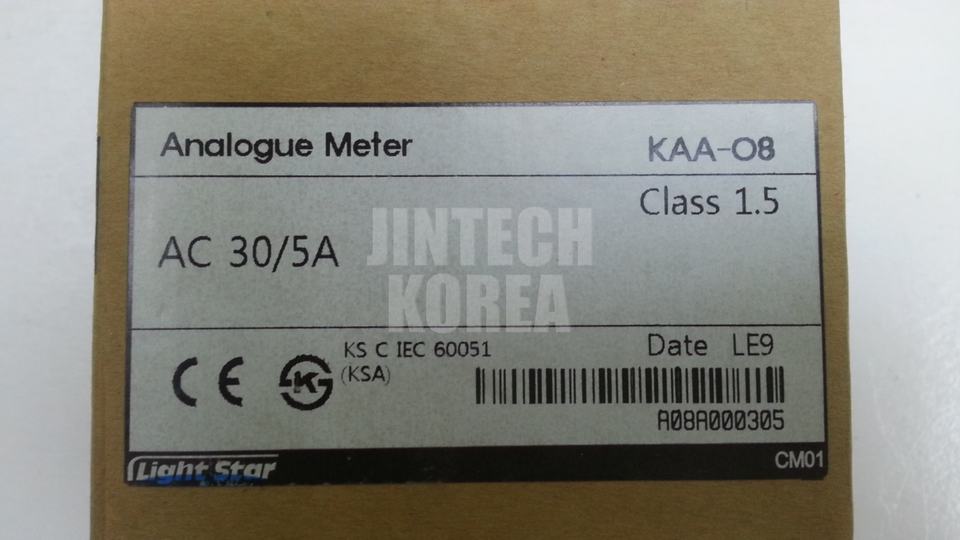 Analogue Meter KAA-08
Class 1.5
AC 30/5A
JINTECH
KOREA
KS C IEC 60051
(KSA)
Date LE9
CE
K
A08A000305
Light Star
CM01